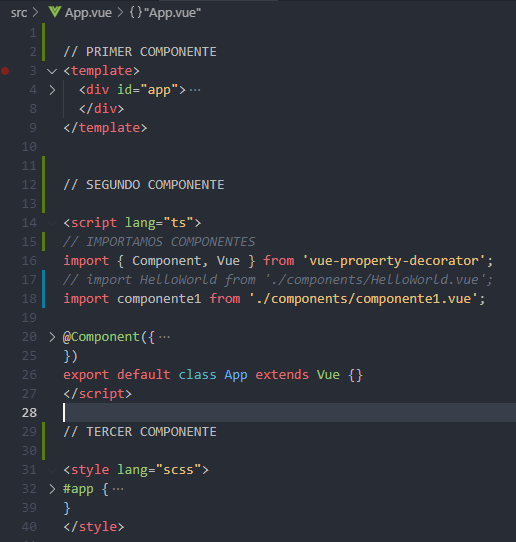 src > App.vue > {} "App.vue"
1
2 // PRIMER COMPONENTE
3 <template>
4 <div id="app">···
8 </div>
9 </template>
10
11
12 // SEGUNDO COMPONENTE
13
14 <script lang="ts">
15 // IMPORTAMOS COMPONENTES
16 import { Component, Vue } from 'vue-property-decorator';
17 // import HelloWorld from './components/HelloWorld.vue';
18 import componente1 from './components/componente1.vue';
19
20 @Component({···
25 })
26 export default class App extends Vue {}
27 </script>
28
29 // TERCER COMPONENTE
30
31 <style lang="scss">
32 #app {···
39 }
40 </style>